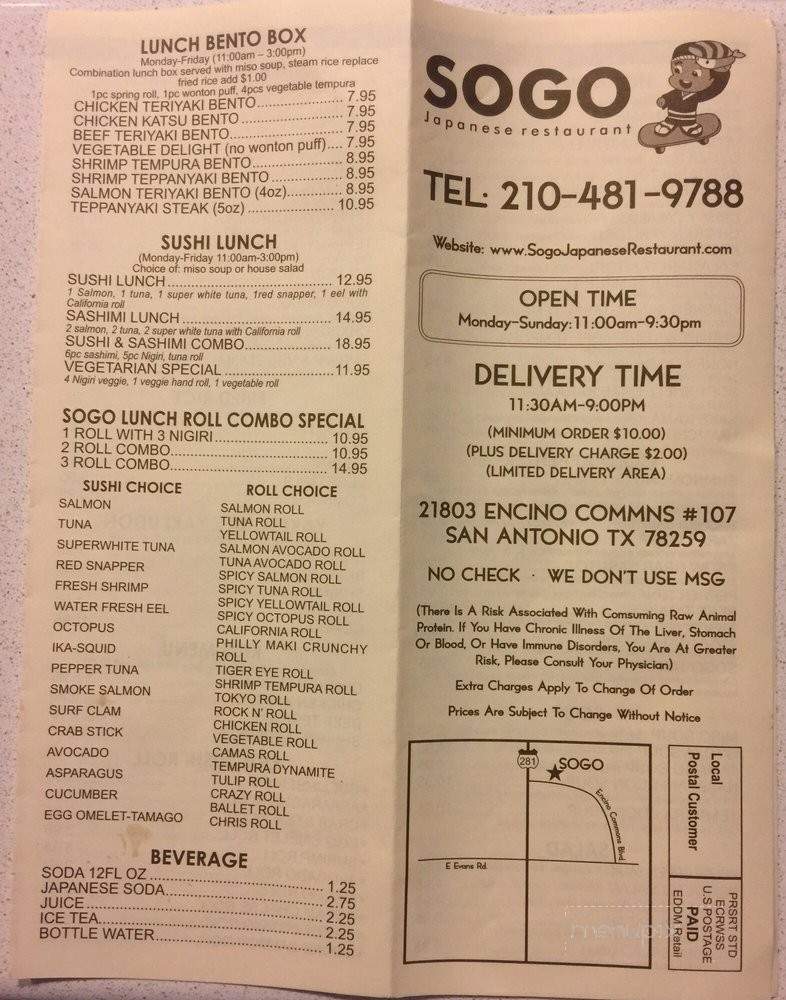 LUNCH BENTO BOX
Monday-Friday (11:00am – 3:00pm)
Combination lunch box served with miso soup, steam rice replace
fried rice add $1.00
1pc spring roll, 1pc wonton puff, 4pcs vegetable tempura
CHICKEN TERIYAKI BENTO.................... 7.95
CHICKEN KATSU BENTO....................... 7.95
BEEF TERIYAKI BENTO........................ 7.95
VEGETABLE DELIGHT (no wonton puff).... 7.95
SHRIMP TEMPURA BENTO.................... 8.95
SHRIMP TEPPANYAKI BENTO ................ 8.95
SALMON TERIYAKI BENTO (4oz)............. 8.95
TEPPANYAKI STEAK (5oz) .................... 10.95
SUSHI LUNCH
(Monday-Friday 11:00am-3:00pm)
Choice of: miso soup or house salad
SUSHI LUNCH ................................ 12.95
1 Salmon, 1 tuna, 1 super white tuna, 1red snapper, 1 eel with
California roll
SASHIMI LUNCH .............................. 14.95
2 salmon, 2 tuna, 2 super white tuna with California roll
SUSHI & SASHIMI COMBO................... 18.95
6pc sashimi, 5pc Nigiri, tuna roll
VEGETARIAN SPECIAL ...................... 11.95
4 Nigiri veggie, 1 veggie hand roll, 1 vegetable roll
SOGO LUNCH ROLL COMBO SPECIAL
1 ROLL WITH 3 NIGIRI....................... 10.95
2 ROLL COMBO............................... 10.95
3 ROLL COMBO............................... 14.95
SUSHI CHOICE
SALMON
TUNA
SUPERWHITE TUNA
RED SNAPPER
FRESH SHRIMP
WATER FRESH EEL
OCTOPUS
IKA-SQUID
PEPPER TUNA
SMOKE SALMON
SURF CLAM
CRAB STICK
AVOCADO
ASPARAGUS
CUCUMBER
EGG OMELET-TAMAGO
ROLL CHOICE
SALMON ROLL
TUNA ROLL
YELLOWTAIL ROLL
SALMON AVOCADO ROLL
TUNA AVOCADO ROLL
SPICY SALMON ROLL
SPICY TUNA ROLL
SPICY YELLOWTAIL ROLL
SPICY OCTOPUS ROLL
CALIFORNIA ROLL
PHILLY MAKI CRUNCHY
ROLL
TIGER EYE ROLL
SHRIMP TEMPURA ROLL
TOKYO ROLL
ROCK N' ROLL
CHICKEN ROLL
VEGETABLE ROLL
CAMAS ROLL
TEMPURA DYNAMITE
TULIP ROLL
CRAZY ROLL
BALLET ROLL
CHRIS ROLL
BEVERAGE
SODA 12FL OZ ................................ 1.25
JAPANESE SODA.............................. 2.75
JUICE........................................... 2.25
ICE TEA......................................... 2.25
BOTTLE WATER................................ 1.25
SOGO
Japanese restaurant
TEL: 210-481-9788
Website: www.SogoJapaneseRestaurant.com
OPEN TIME
Monday-Sunday:11:00am-9:30pm
DELIVERY TIME
11:30AM-9:00PM
(MINIMUM ORDER $10.00)
(PLUS DELIVERY CHARGE $2.00)
(LIMITED DELIVERY AREA)
21803 ENCINO COMMNS #107
SAN ANTONIO TX 78259
NO CHECK · WE DON'T USE MSG
(There Is A Risk Associated With Comsuming Raw Animal
Protein. If You Have Chronic Illness Of The Liver, Stomach
Or Blood, Or Have Immune Disorders, You Are At Greater
Risk, Please Consult Your Physician)
Extra Charges Apply To Change Of Order
Prices Are Subject To Change Without Notice
281
SOGO
Encino Commons Blvd
E Evans Rd.
Local
Postal Customer
PRSRT STD
ECRWSS
U.S POSTAGE
PAID
EDDM Retail